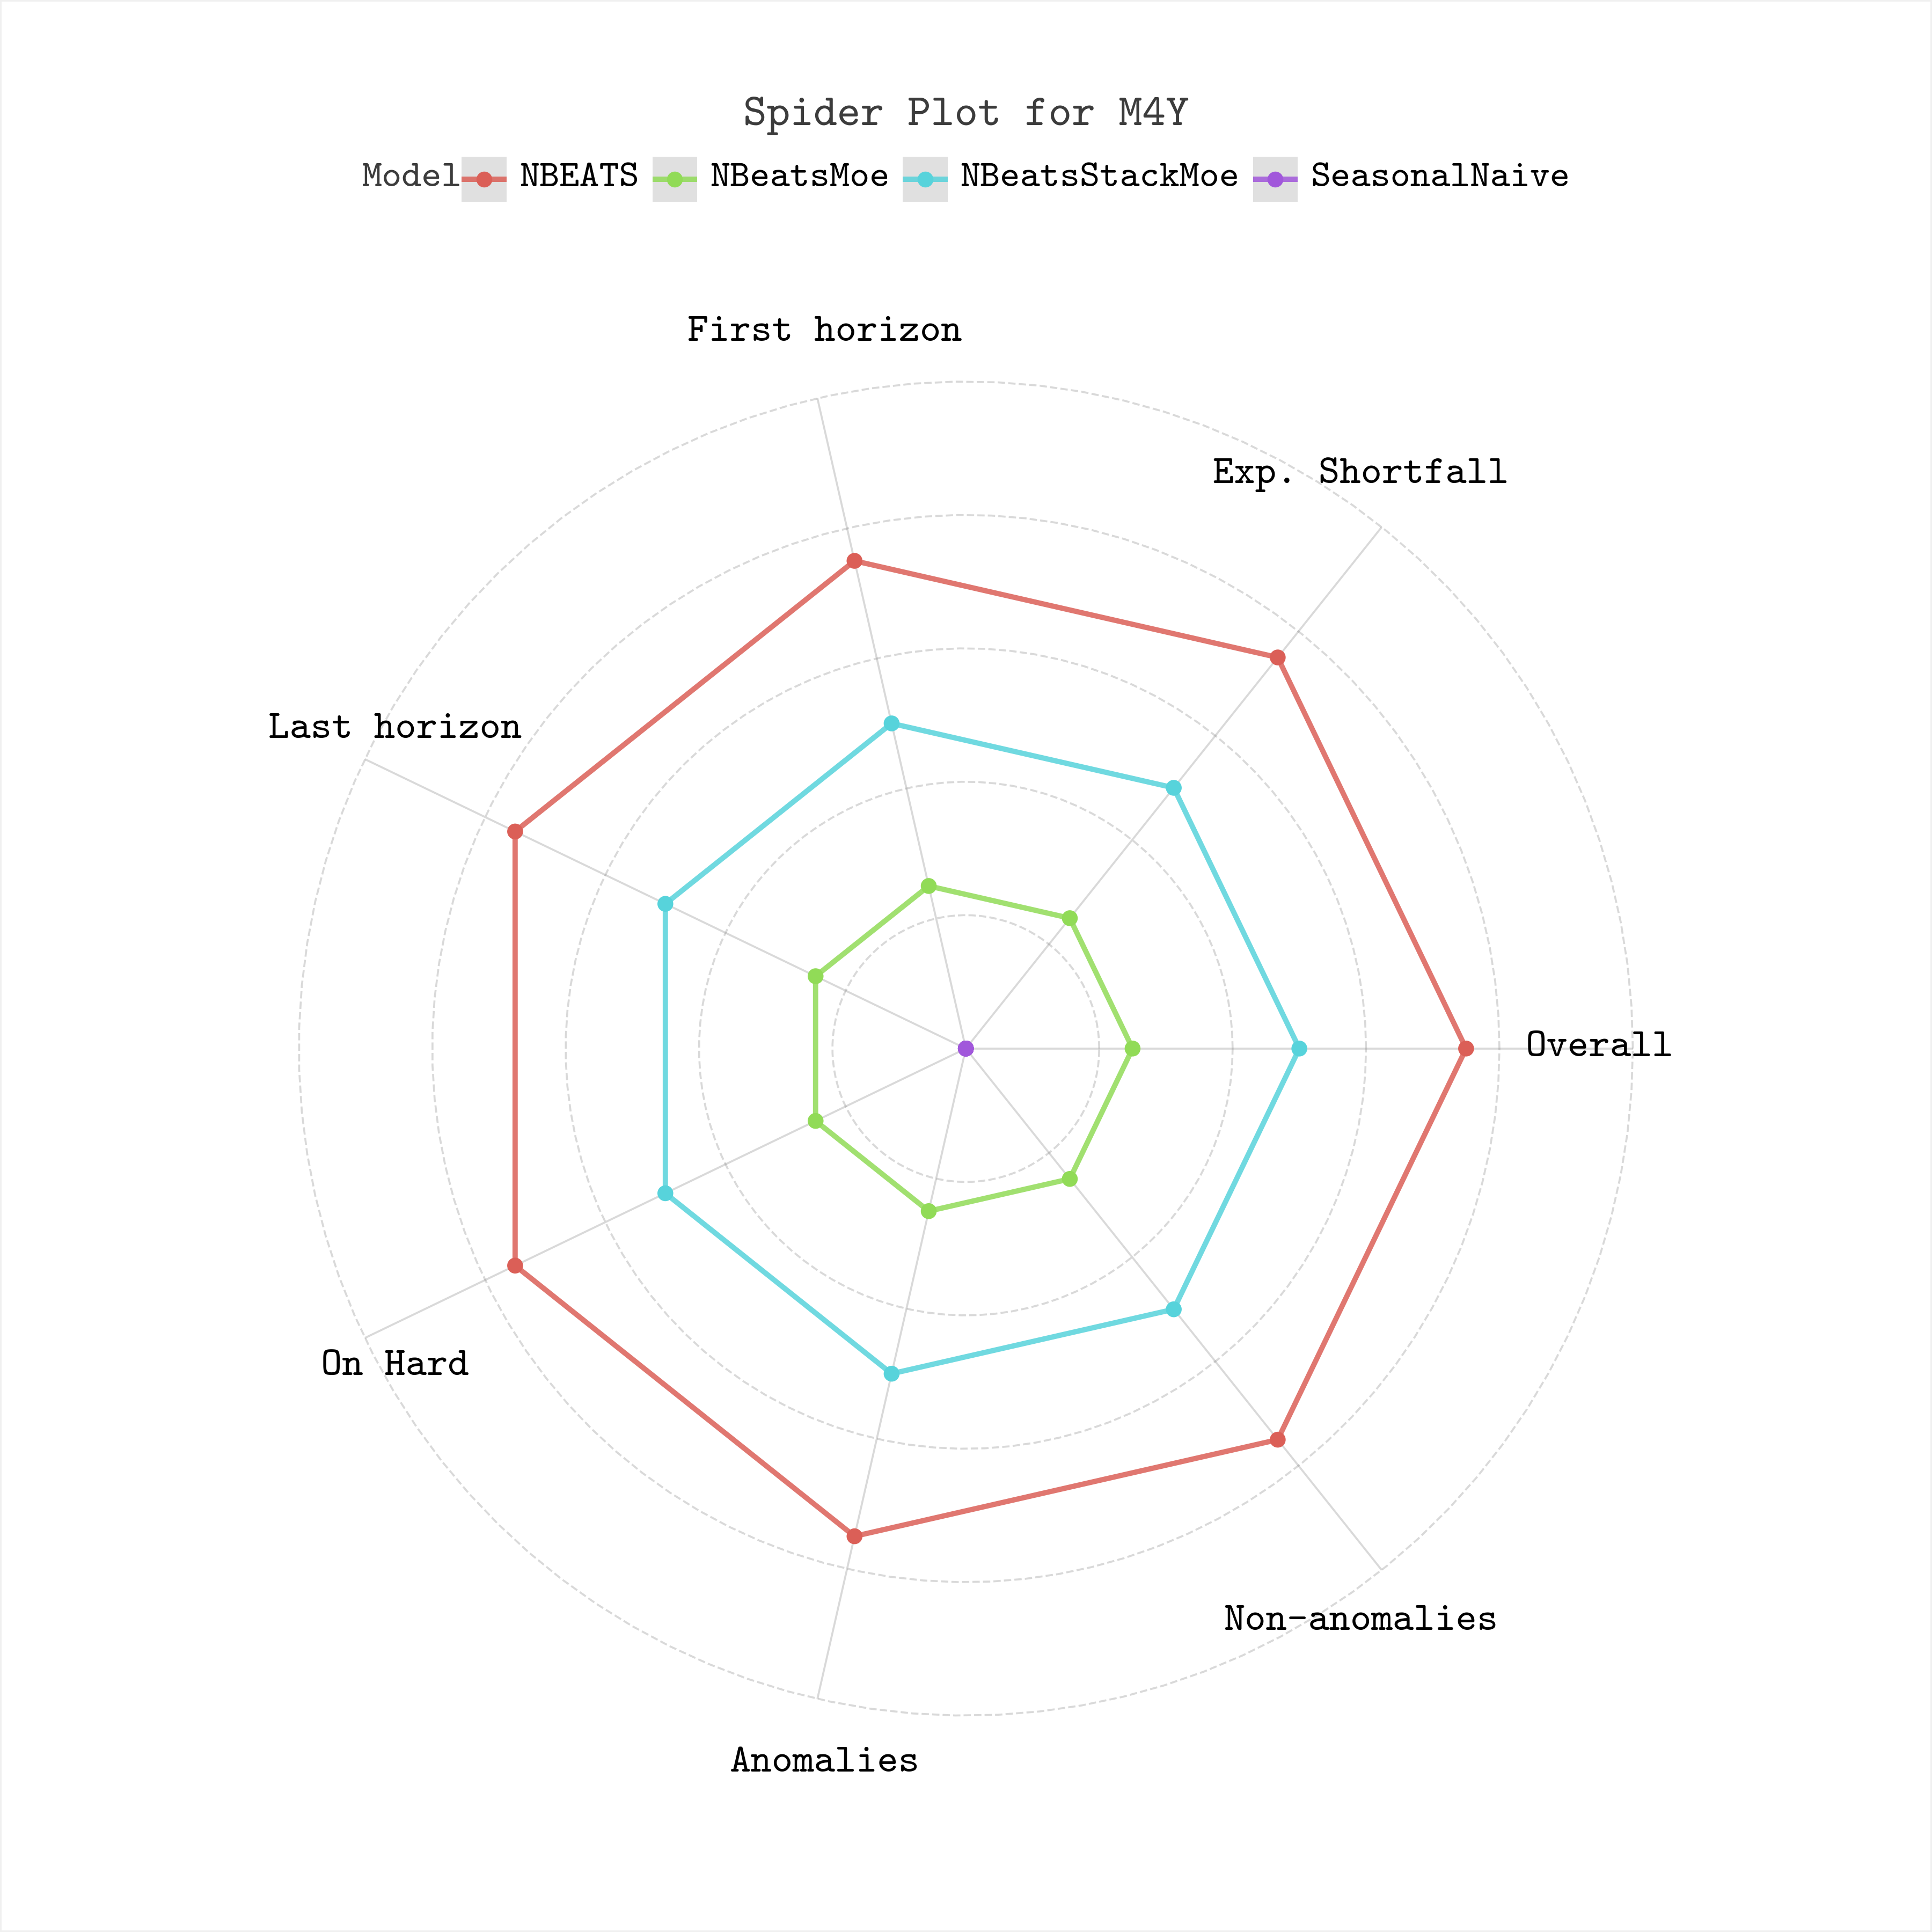 Spider Plot for M4Y
Model NBEATS NBeatsMoe NBeatsStackMoe SeasonalNaive
First horizon
Exp. Shortfall
Last horizon
Overall
On Hard
Non-anomalies
Anomalies